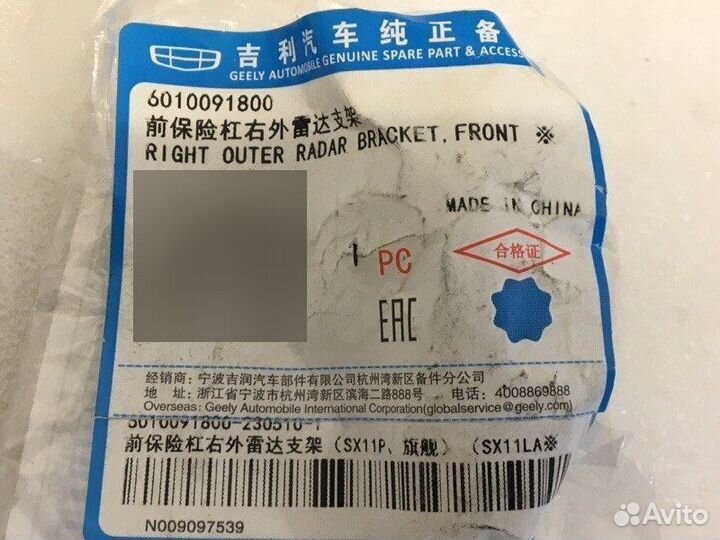 吉利汽车纯正备
GEELY AUTOMOBILE GENUINE SPARE PART & ACCESS
6010091800
前保险杠右外雷达支架
RIGHT OUTER RADAR BRACKET, FRONT ※
MADE IN CHINA
1 PC
合格证
EAC
经销商：宁波吉润汽车部件有限公司杭州湾新区备件分公司
地 址：浙江省宁波市杭州湾新区滨海二路888号 电话：4008869888
Overseas: Geely Automobile International Corporation(globalservice@geely.com)
6010091800-230510-1
前保险杠右外雷达支架（SX11P、旗舰）（SX11LA※
N009097539
Avito